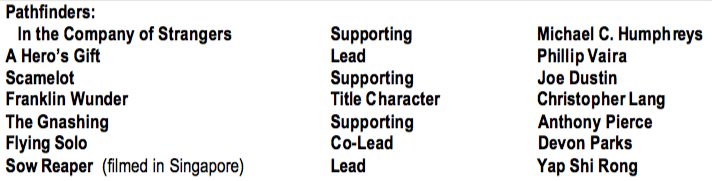 Pathfinders:
In the Company of Strangers Supporting Michael C. Humphreys
A Hero's Gift Lead Phillip Vaira
Scamelot Supporting Joe Dustin
Franklin Wunder Title Character Christopher Lang
The Gnashing Supporting Anthony Pierce
Flying Solo Co-Lead Devon Parks
Sow Reaper (filmed in Singapore) Lead Yap Shi Rong